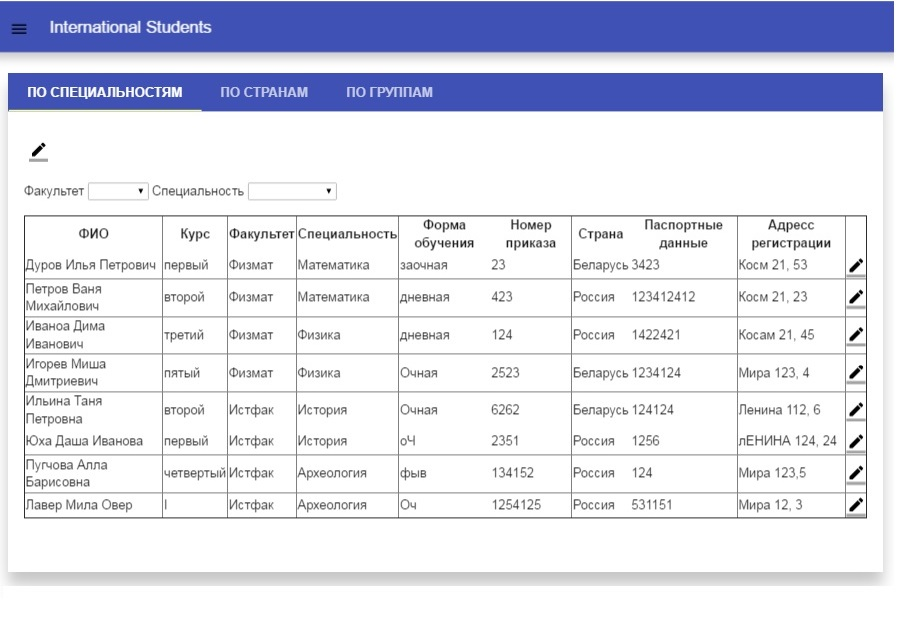 International Students
ПО СПЕЦИАЛЬНОСТЯМ ПО СТРАНАМ ПО ГРУППАМ
Факультет Специальность
ФИО Курс Факультет Специальность Форма обучения Номер приказа Страна Паспортные данные Адресс регистрации
Дуров Илья Петрович первый Физмат Математика заочная 23 Беларусь 3423 Косм 21, 53
Петров Ваня Михайлович второй Физмат Математика дневная 423 Россия 123412412 Косм 21, 23
Иваноа Дима Иванович третий Физмат Физика дневная 124 Россия 1422421 Косам 21, 45
Игорев Миша Дмитриевич пятый Физмат Физика Очная 2523 Беларусь 1234124 Мира 123, 4
Ильина Таня Петровна второй Истфак История Очная 6262 Беларусь 124124 Ленина 112, 6
Юха Даша Иванова первый Истфак История оЧ 2351 Россия 1256 лЕНИНА 124, 24
Пугчова Алла Барисовна четвертый Истфак Археология фыв 134152 Россия 124 Мира 123,5
Лавер Мила Овер I Истфак Археология Оч 1254125 Россия 531151 Мира 12, 3